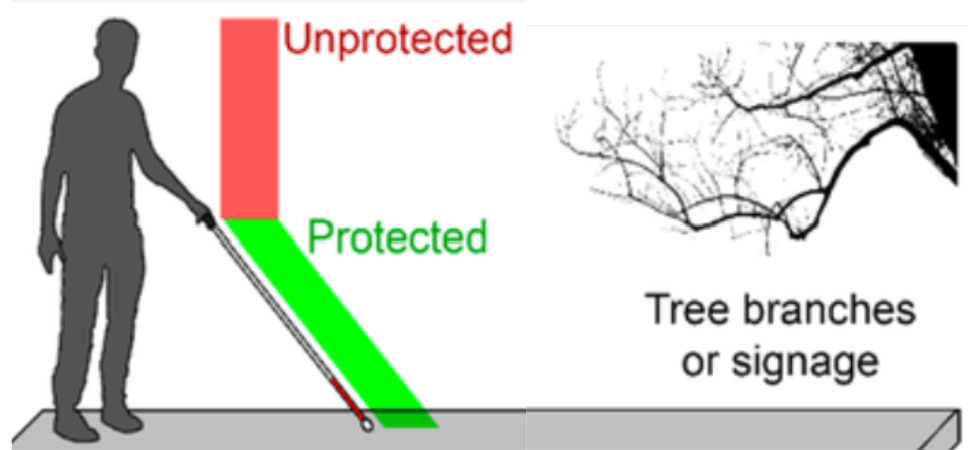 Unprotected
Protected
Tree branches
or signage